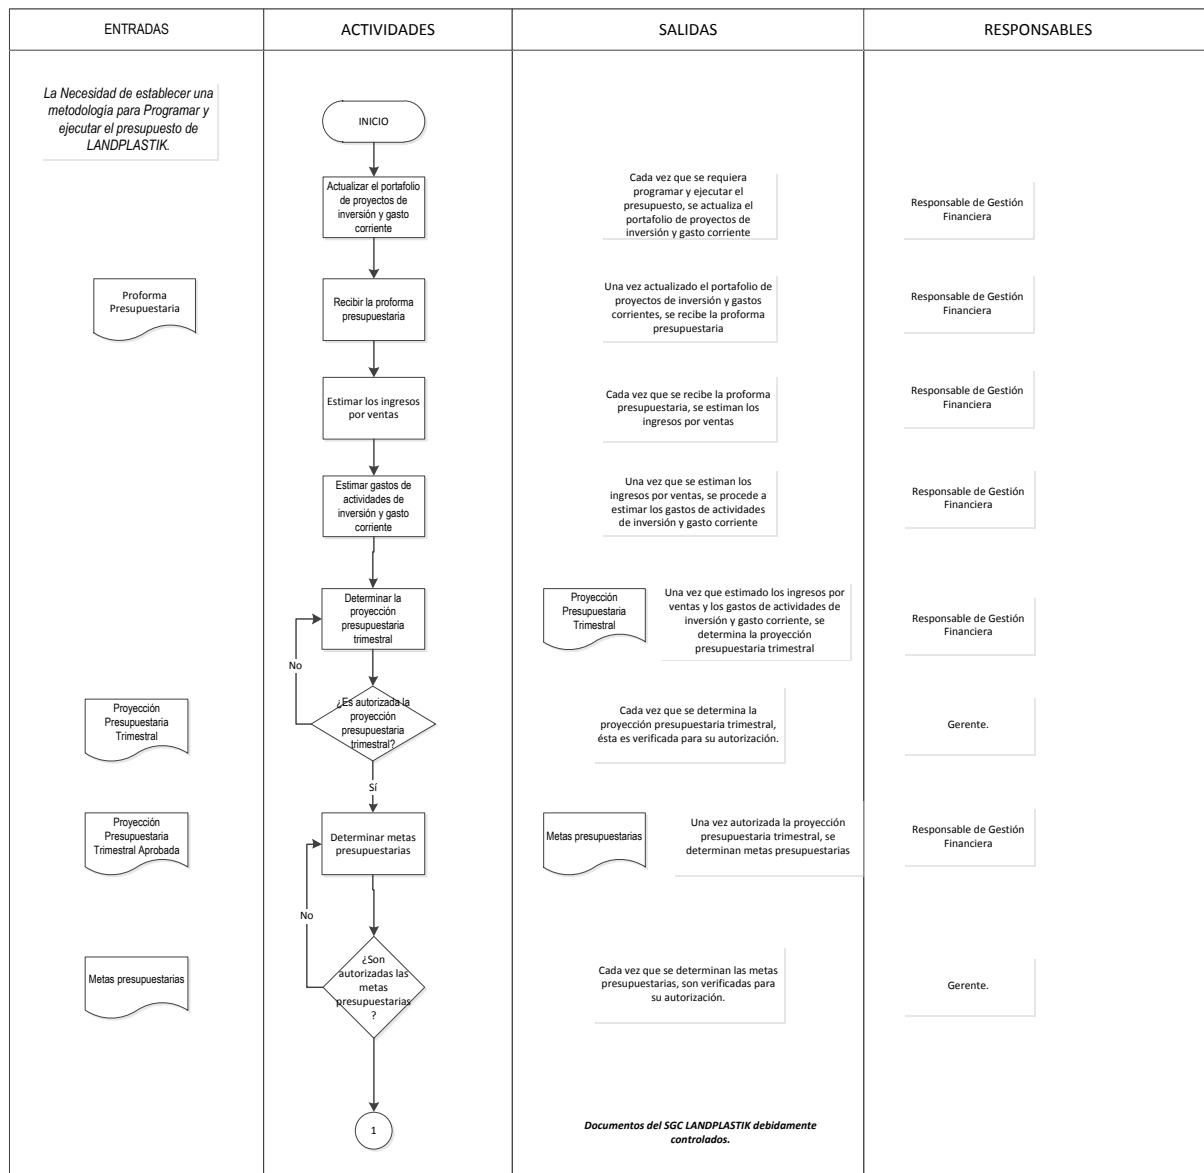 ENTRADAS
ACTIVIDADES
SALIDAS
RESPONSABLES
La Necesidad de establecer una
metodología para Programar y
ejecutar el presupuesto de
LANDPLASTIK.
INICIO
Actualizar el portafolio
de proyectos de
inversión y gasto
corriente
Cada vez que se requiera
programar y ejecutar el
presupuesto, se actualiza el
portafolio de proyectos de
inversión y gasto corriente
Responsable de Gestión
Financiera
Proforma
Presupuestaria
Recibir la proforma
presupuestaria
Una vez actualizado el portafolio de
proyectos de inversión y gastos
corrientes, se recibe la proforma
presupuestaria
Responsable de Gestión
Financiera
Estimar los ingresos
por ventas
Cada vez que se recibe la proforma
presupuestaria, se estiman los
ingresos por ventas
Responsable de Gestión
Financiera
Estimar gastos de
actividades de
inversión y gasto
corriente
Una vez que se estiman los
ingresos por ventas, se procede a
estimar los gastos de actividades
de inversión y gasto corriente
Responsable de Gestión
Financiera
Determinar la
proyección
presupuestaria
trimestral
Proyección
Presupuestaria
Trimestral
Una vez que estimado los ingresos por
ventas y los gastos de actividades de
inversión y gasto corriente, se
determina la proyección
presupuestaria trimestral
Responsable de Gestión
Financiera
No
Proyección
Presupuestaria
Trimestral
¿Es autorizada la
proyección
presupuestaria
trimestral?
Cada vez que se determina la
proyección presupuestaria trimestral,
ésta es verificada para su autorización.
Gerente.
Sí
Proyección
Presupuestaria
Trimestral Aprobada
Determinar metas
presupuestarias
Metas presupuestarias
Una vez autorizada la proyección
presupuestaria trimestral, se
determinan metas presupuestarias
Responsable de Gestión
Financiera
No
Metas presupuestarias
¿Son
autorizadas las
metas
presupuestarias
?
Cada vez que se determinan las metas
presupuestarias, son verificadas para
su autorización.
Gerente.
1
Documentos del SGC LANDPLASTIK debidamente
controlados.